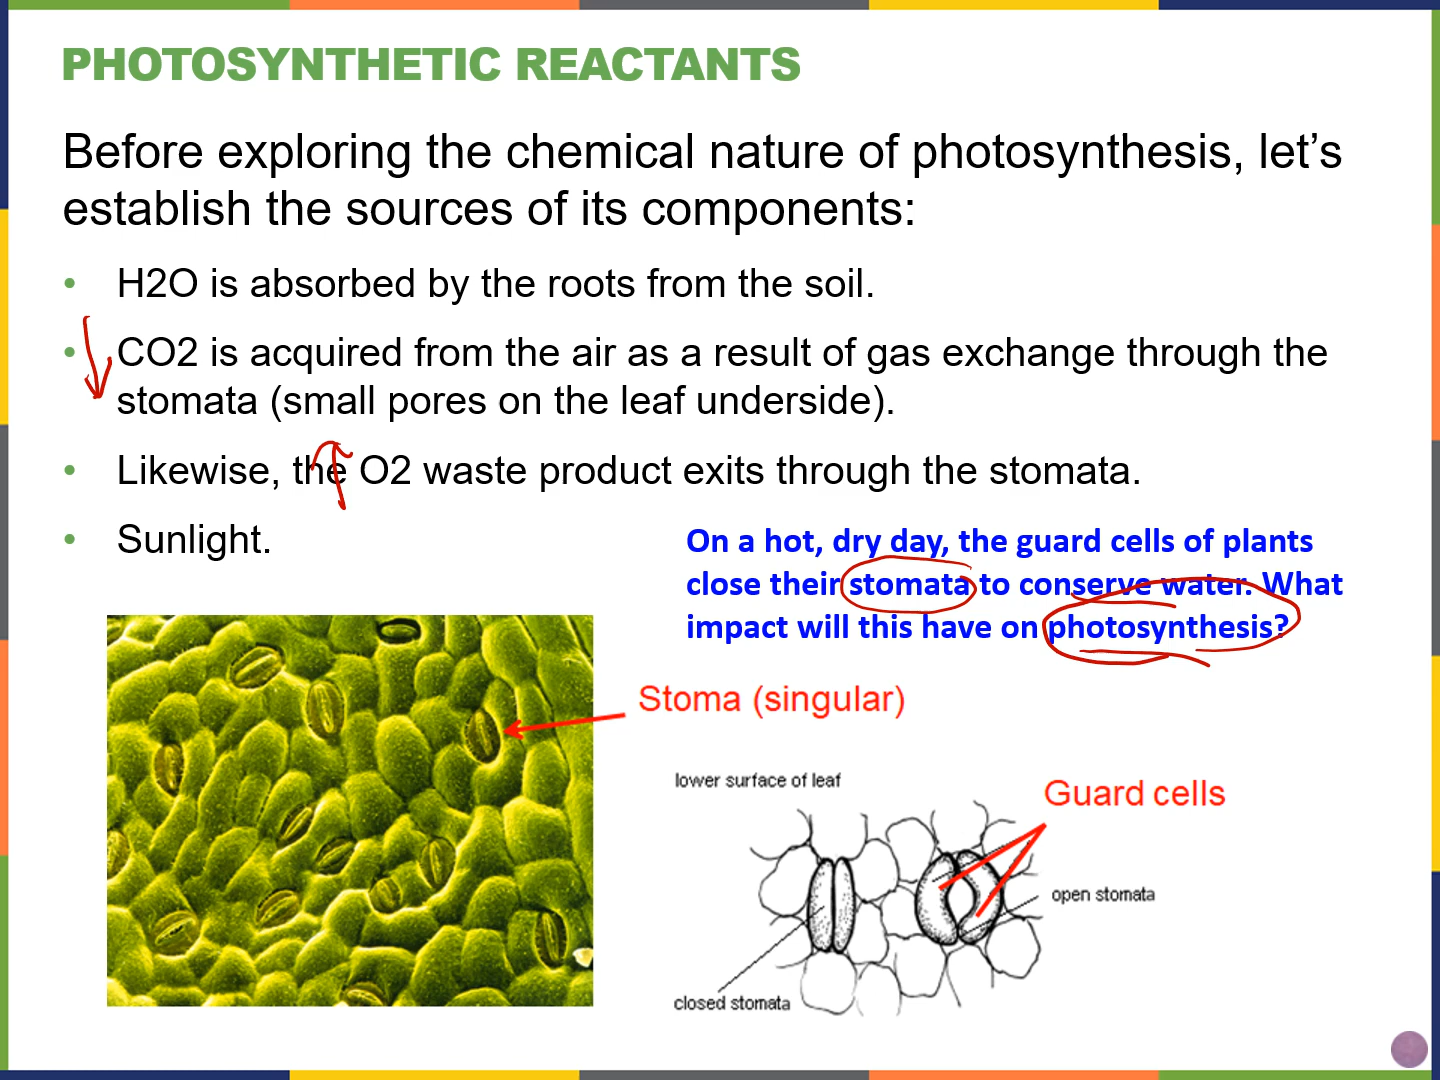 PHOTOSYNTHETIC REACTANTS
Before exploring the chemical nature of photosynthesis, let’s
establish the sources of its components:
• H2O is absorbed by the roots from the soil.
• CO2 is acquired from the air as a result of gas exchange through the
stomata (small pores on the leaf underside).
• Likewise, the O2 waste product exits through the stomata.
• Sunlight.
On a hot, dry day, the guard cells of plants
close their stomata to conserve water. What
impact will this have on photosynthesis?
Stoma (singular)
lower surface of leaf
Guard cells
open stomata
closed stomata